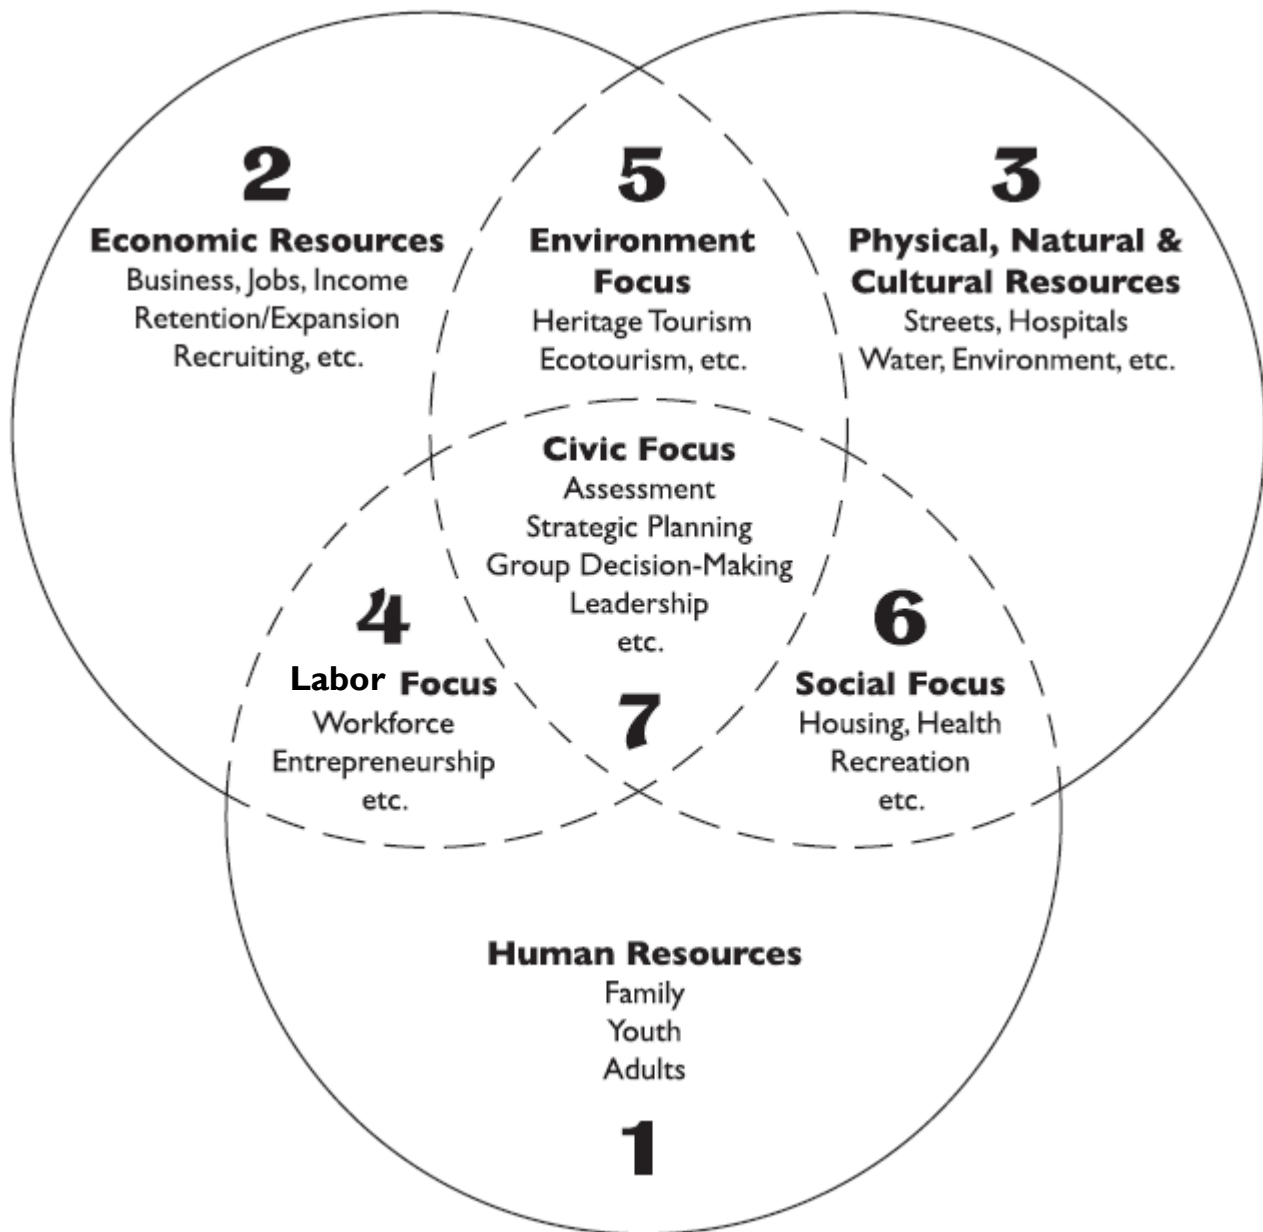 2
Economic Resources
Business, Jobs, Income
Retention/Expansion
Recruiting, etc.
5
Environment
Focus
Heritage Tourism
Ecotourism, etc.
3
Physical, Natural &
Cultural Resources
Streets, Hospitals
Water, Environment, etc.
Civic Focus
Assessment
Strategic Planning
Group Decision-Making
Leadership
etc.
7
4
Labor Focus
Workforce
Entrepreneurship
etc.
6
Social Focus
Housing, Health
Recreation
etc.
Human Resources
Family
Youth
Adults
1